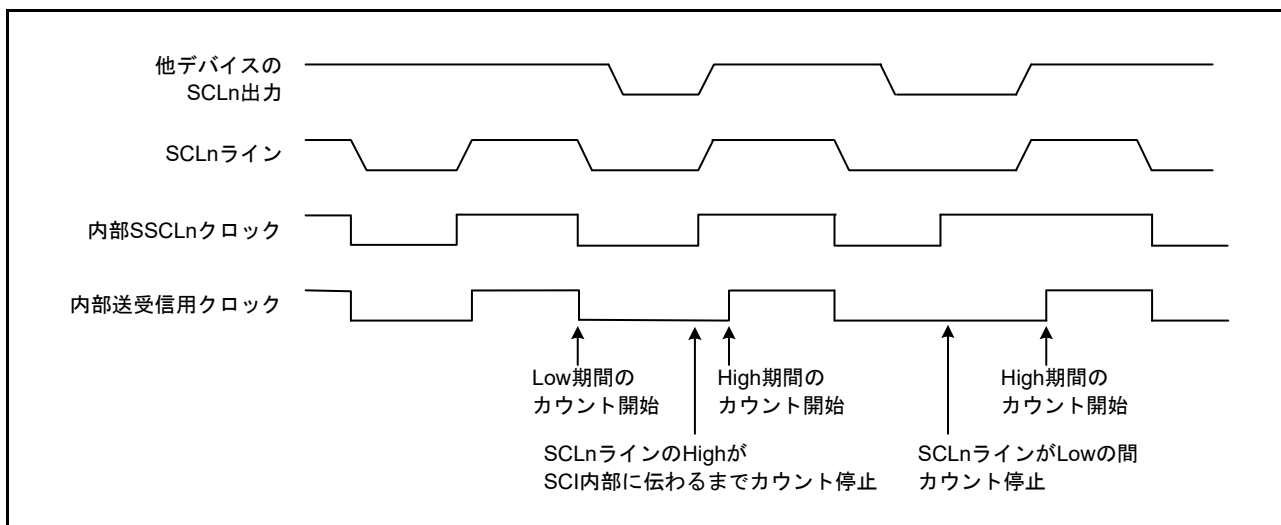 他デバイスの
SCLn出力
SCLnライン
内部SSCLnクロック
内部送受信用クロック
Low期間の
カウント開始
High期間の
カウント開始
High期間の
カウント開始
SCLnラインのHighが
SCI内部に伝わるまでカウント停止
SCLnラインがLowの間
カウント停止